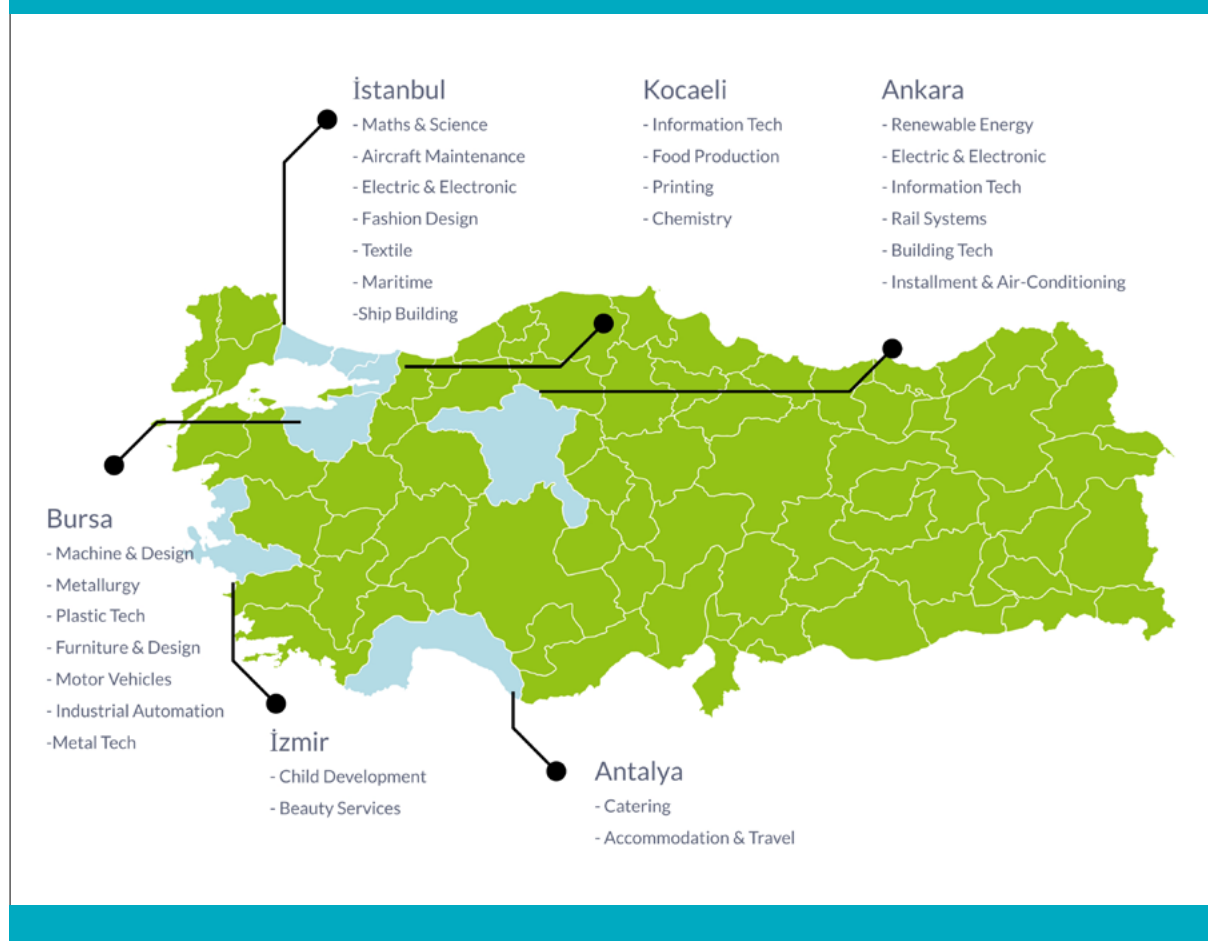 İstanbul
- Maths & Science
- Aircraft Maintenance
- Electric & Electronic
- Fashion Design
- Textile
- Maritime
-Ship Building
Kocaeli
- Information Tech
- Food Production
- Printing
- Chemistry
Ankara
- Renewable Energy
- Electric & Electronic
- Information Tech
- Rail Systems
- Building Tech
- Installment & Air-Conditioning
Bursa
- Machine & Design
- Metallurgy
- Plastic Tech
- Furniture & Design
- Motor Vehicles
- Industrial Automation
-Metal Tech
İzmir
- Child Development
- Beauty Services
Antalya
- Catering
- Accommodation & Travel